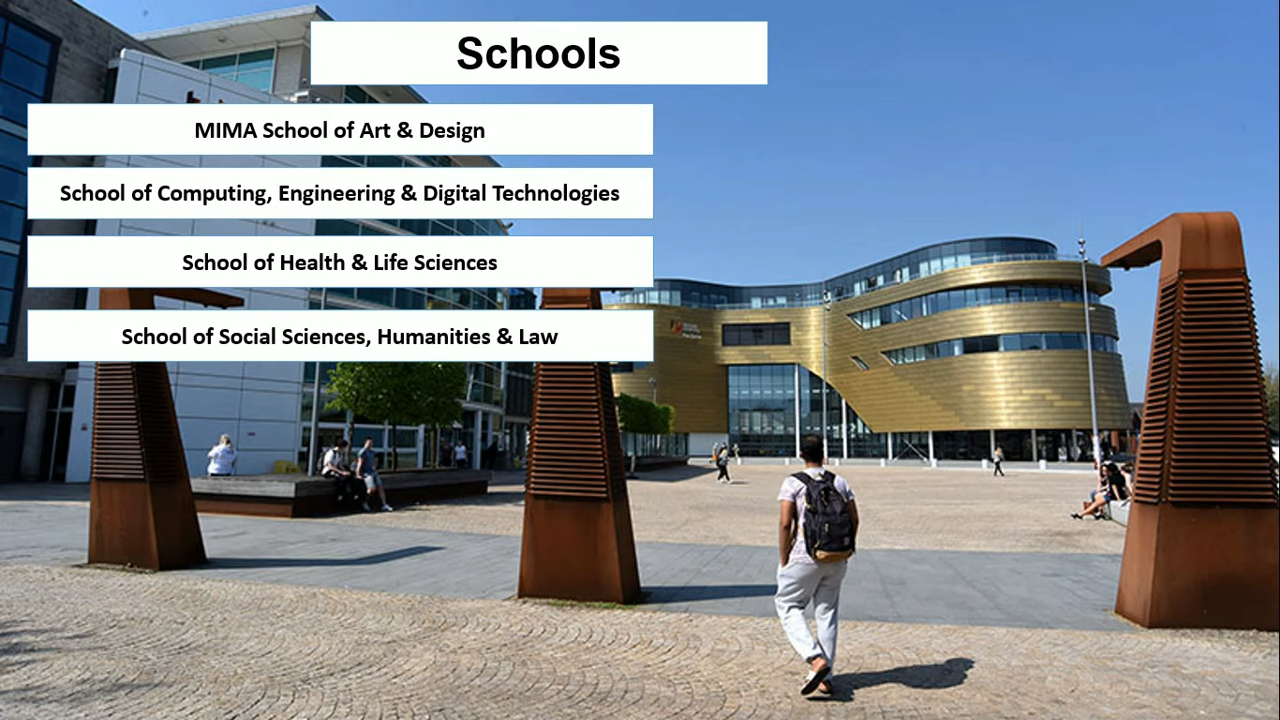 Schools
MIMA School of Art & Design
School of Computing, Engineering & Digital Technologies
School of Health & Life Sciences
School of Social Sciences, Humanities & Law